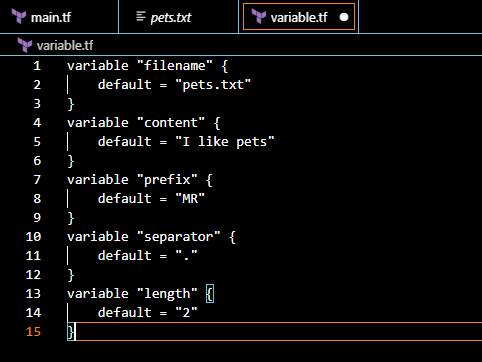 main.tf pets.txt variable.tf
variable.tf
1 variable "filename" {
2 default = "pets.txt"
3 }
4 variable "content" {
5 default = "I like pets"
6 }
7 variable "prefix" {
8 default = "MR"
9 }
10 variable "separator" {
11 default = "."
12 }
13 variable "length" {
14 default = "2"
15 }